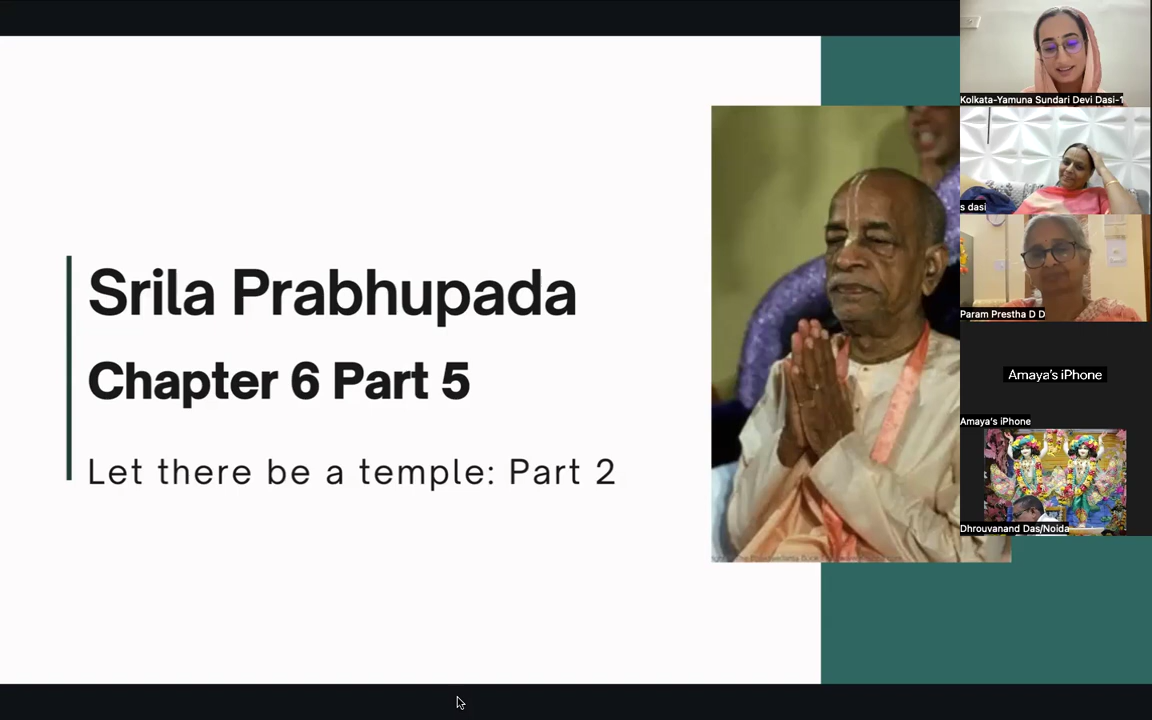 Srila Prabhupada
Chapter 6 Part 5
Let there be a temple: Part 2
Kolkata-Yamuna Sundari Devi Dasi-1
s dasi
Param Prestha D D
Amaya's iPhone
Amaya's iPhone
Dhrouvanand Das/Noida